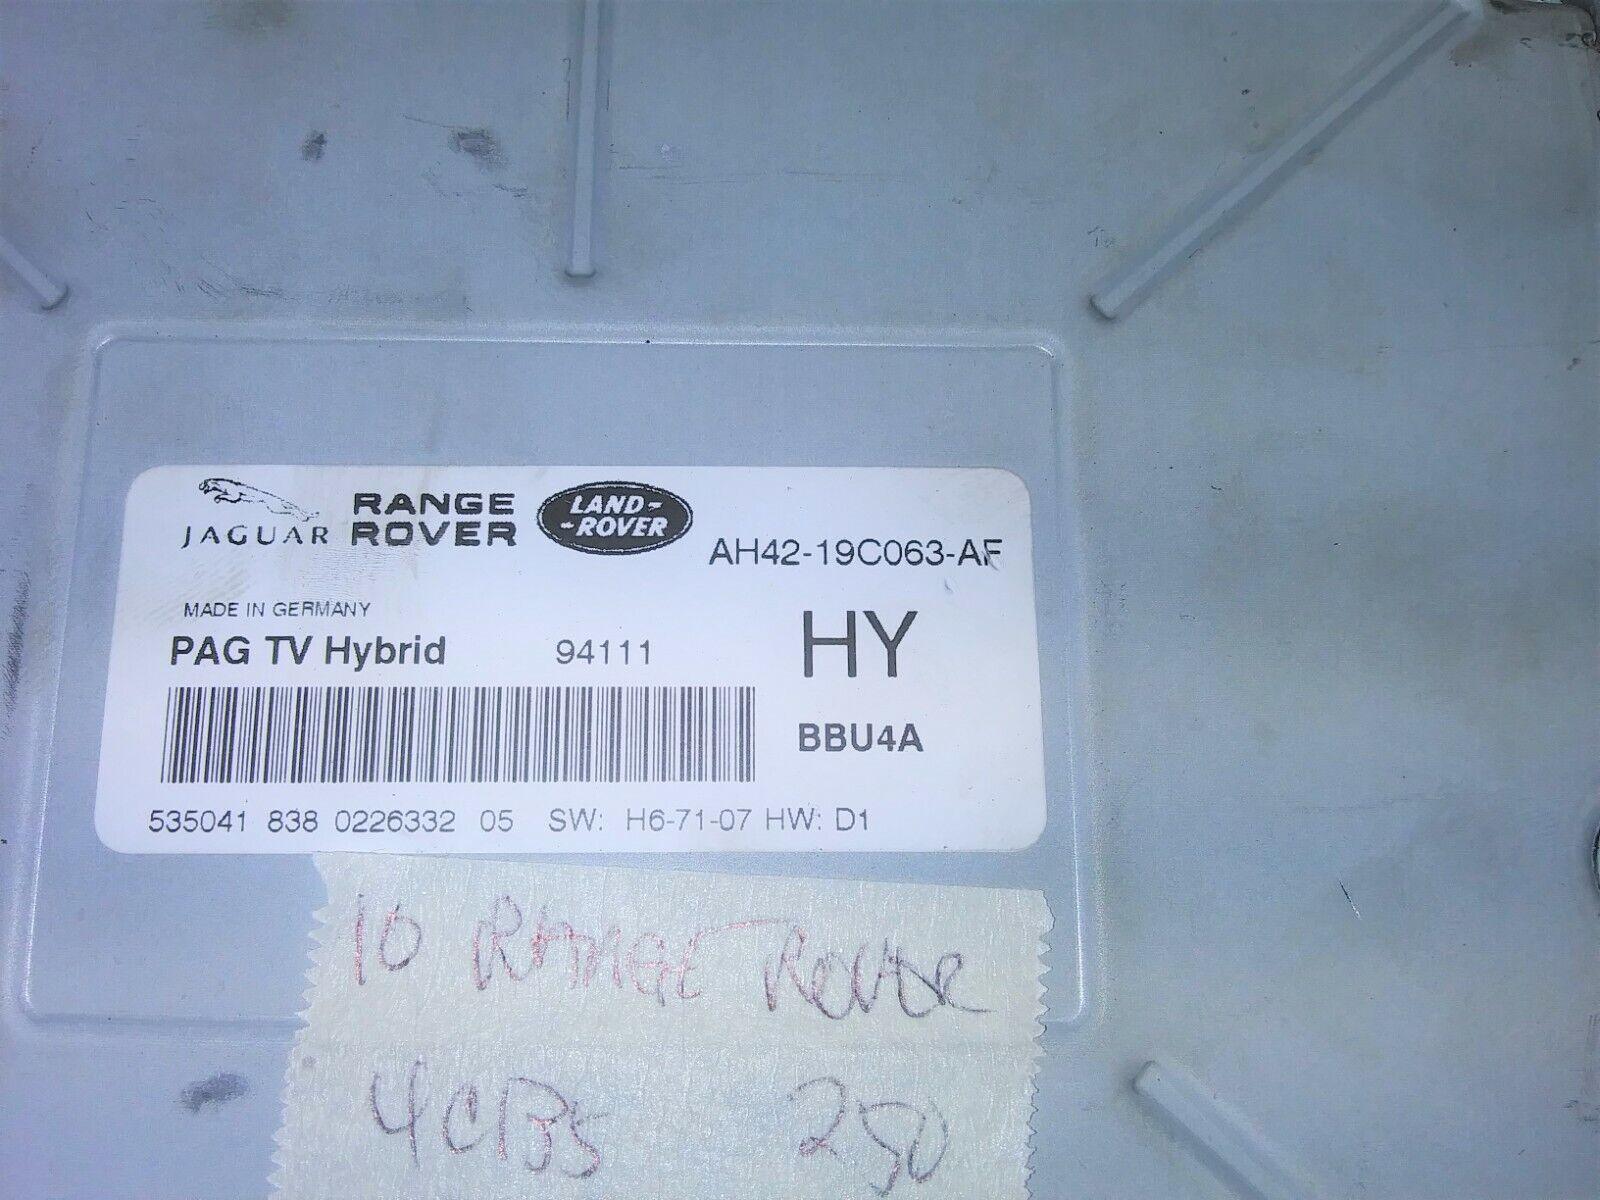 JAGUAR RANGE ROVER LAND-ROVER AH42-19C063-AF
MADE IN GERMANY
PAG TV Hybrid 94111 HY
BBU4A
535041 838 0226332 05 SW: H6-71-07 HW: D1
10 RANGE ROVER
4CB5 250